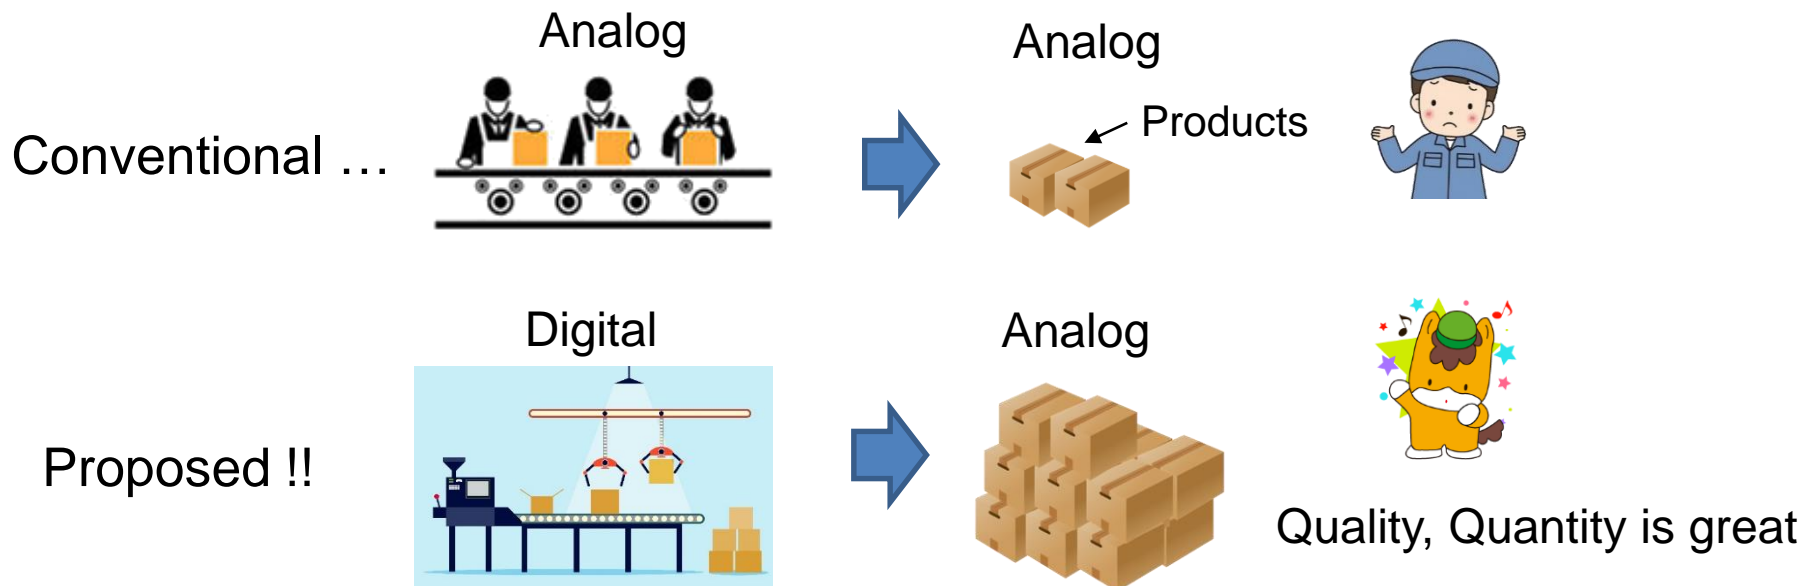 Analog
Analog
Products
Conventional …
Digital
Analog
Proposed !!
Quality, Quantity is great